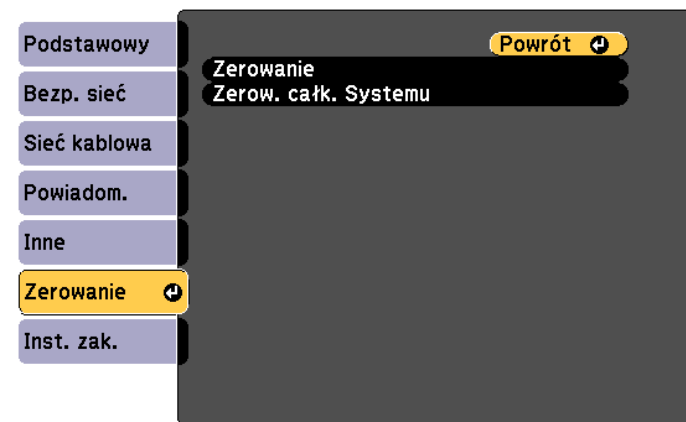 Podstawowy
Bezp. sieć
Sieć kablowa
Powiadom.
Inne
Zerowanie
Inst. zak.
Powrót
Zerowanie
Zerow. całk. Systemu